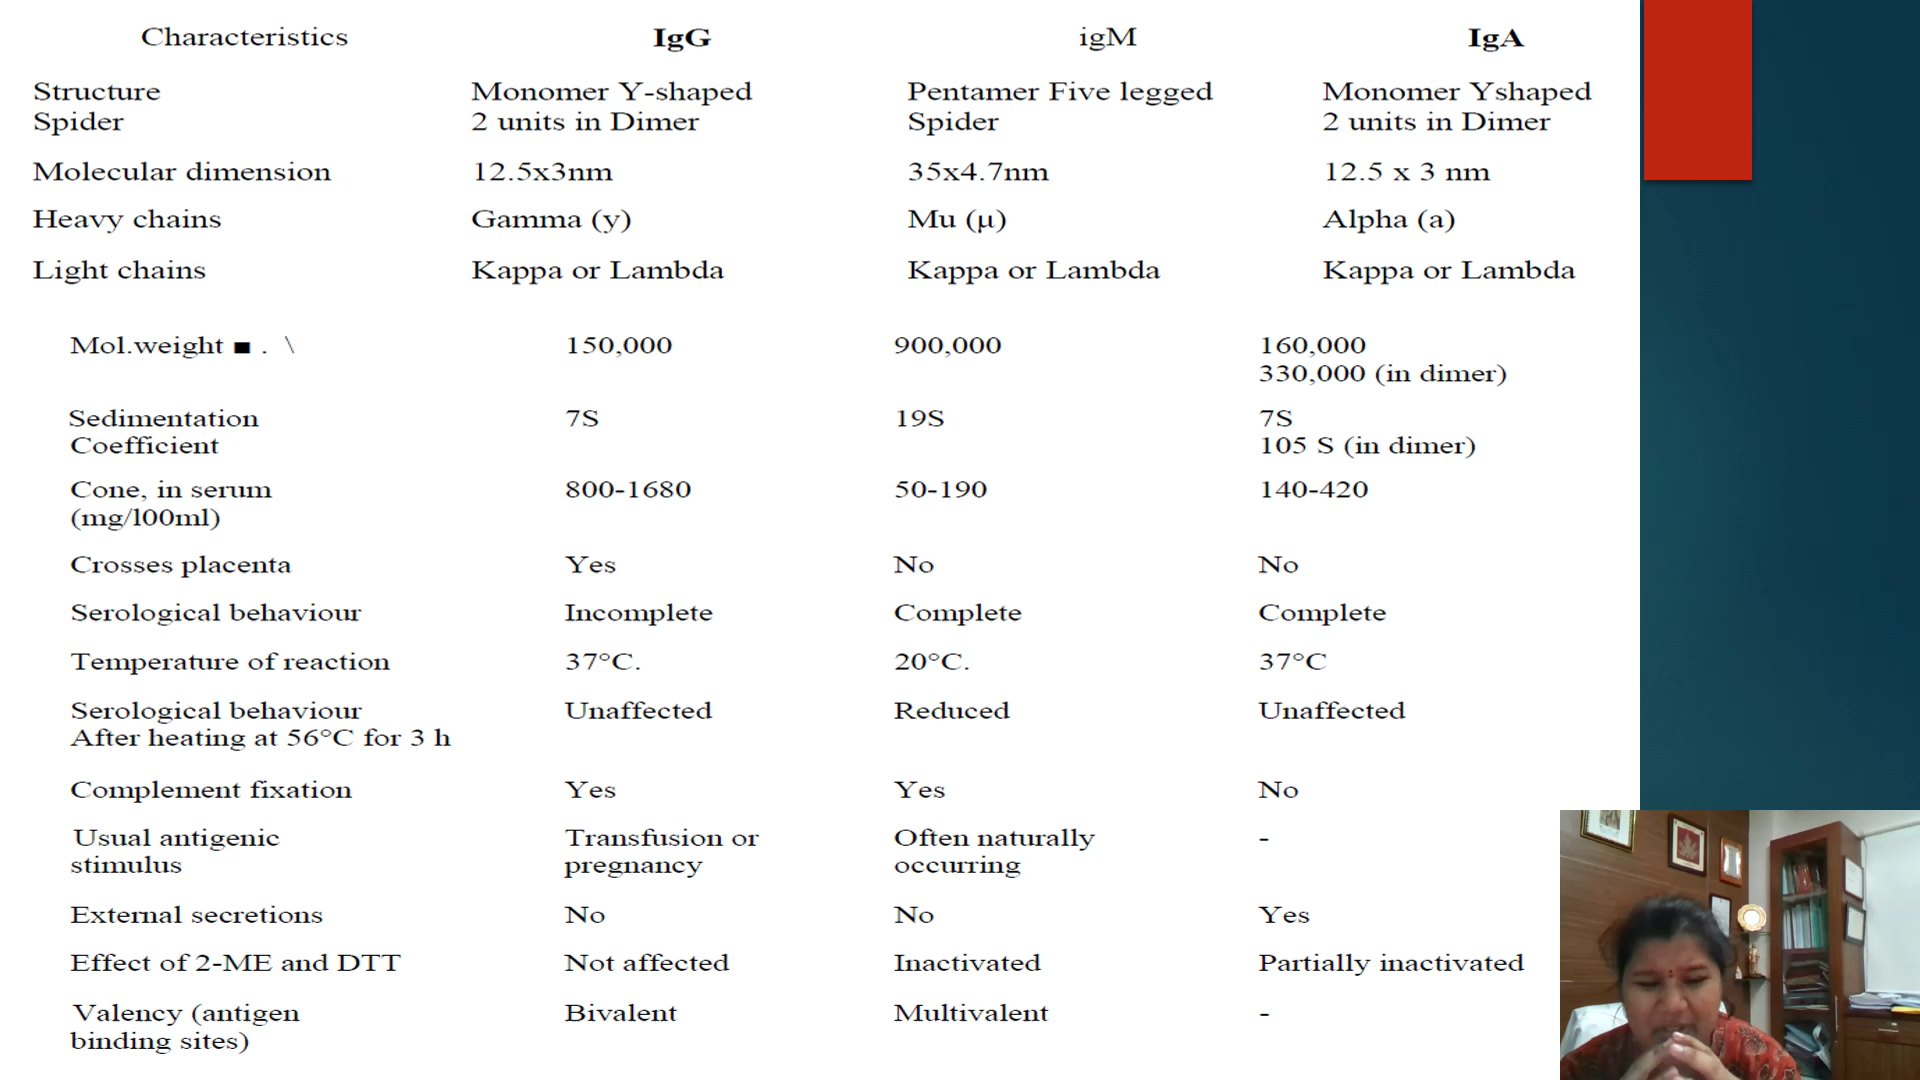 Characteristics IgG igM IgA
Structure Monomer Y-shaped Pentamer Five legged Monomer Yshaped
Spider 2 units in Dimer Spider 2 units in Dimer
Molecular dimension 12.5x3nm 35x4.7nm 12.5 x 3 nm
Heavy chains Gamma (y) Mu (μ) Alpha (a)
Light chains Kappa or Lambda Kappa or Lambda Kappa or Lambda
Mol.weight ■ . \ 150,000 900,000 160,000
330,000 (in dimer)
Sedimentation 7S 19S 7S
Coefficient 105 S (in dimer)
Cone, in serum 800-1680 50-190 140-420
(mg/l00ml)
Crosses placenta Yes No No
Serological behaviour Incomplete Complete Complete
Temperature of reaction 37°C. 20°C. 37°C
Serological behaviour Unaffected Reduced Unaffected
After heating at 56°C for 3 h
Complement fixation Yes Yes No
Usual antigenic Transfusion or Often naturally -
stimulus pregnancy occurring
External secretions No No Yes
Effect of 2-ME and DTT Not affected Inactivated Partially inactivated
Valency (antigen Bivalent Multivalent -
binding sites)